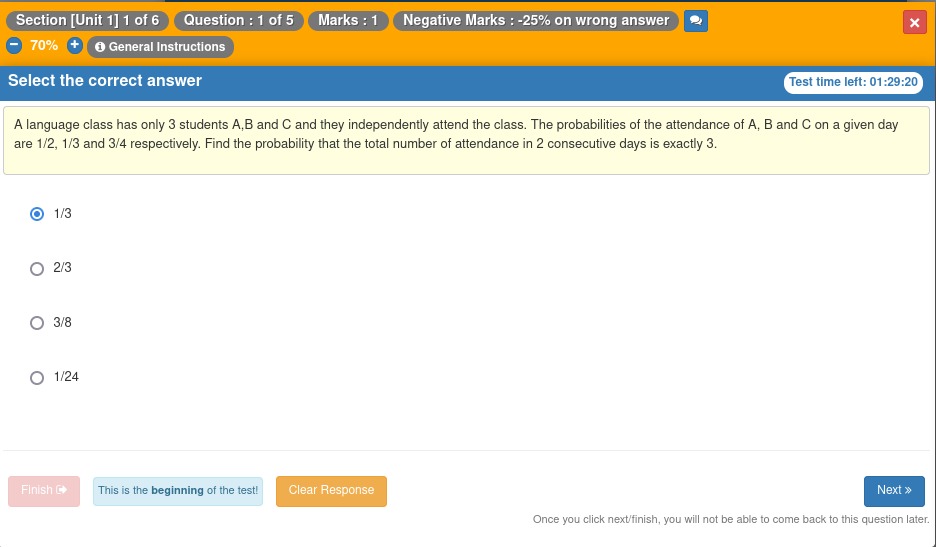 Section [Unit 1] 1 of 6 Question : 1 of 5 Marks : 1 Negative Marks : -25% on wrong answer
70% General Instructions
Select the correct answer Test time left: 01:29:20
A language class has only 3 students A,B and C and they independently attend the class. The probabilities of the attendance of A, B and C on a given day
are 1/2, 1/3 and 3/4 respectively. Find the probability that the total number of attendance in 2 consecutive days is exactly 3.
1/3
2/3
3/8
1/24
Finish This is the beginning of the test! Clear Response Next »
Once you click next/finish, you will not be able to come back to this question later.